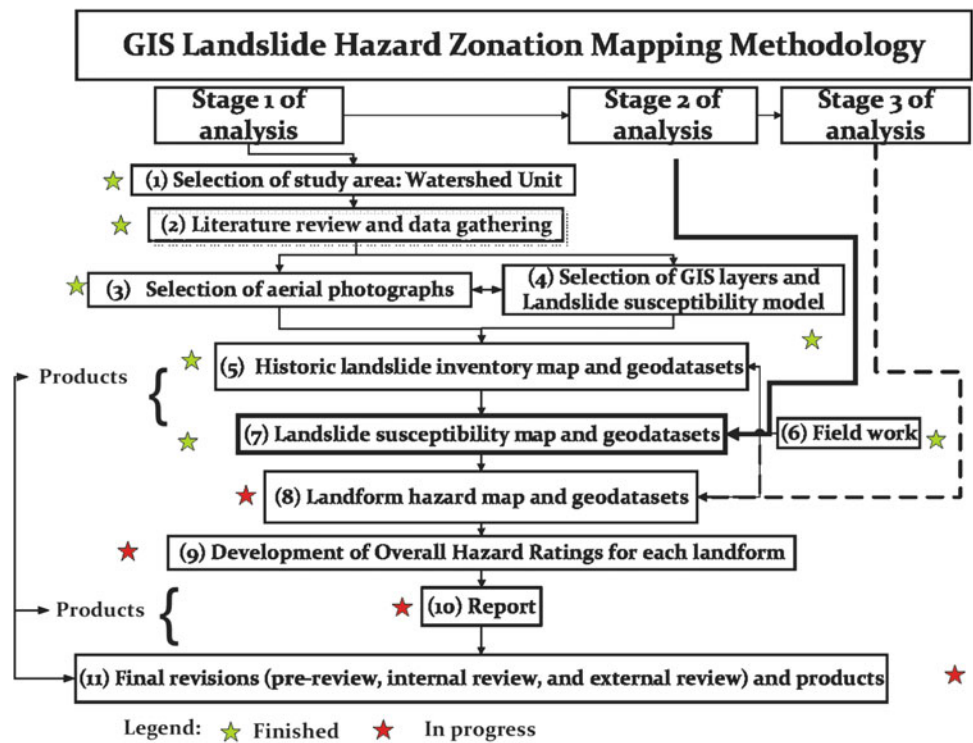 GIS Landslide Hazard Zonation Mapping Methodology
Stage 1 of
analysis
Stage 2 of
analysis
Stage 3 of
analysis
(1) Selection of study area: Watershed Unit
(2) Literature review and data gathering
(3) Selection of aerial photographs
(4) Selection of GIS layers and
Landslide susceptibility model
Products {
(5) Historic landslide inventory map and geodatasets
(7) Landslide susceptibility map and geodatasets
(6) Field work
(8) Landform hazard map and geodatasets
(9) Development of Overall Hazard Ratings for each landform
Products {
(10) Report
(11) Final revisions (pre-review, internal review, and external review) and products
Legend: Finished In progress